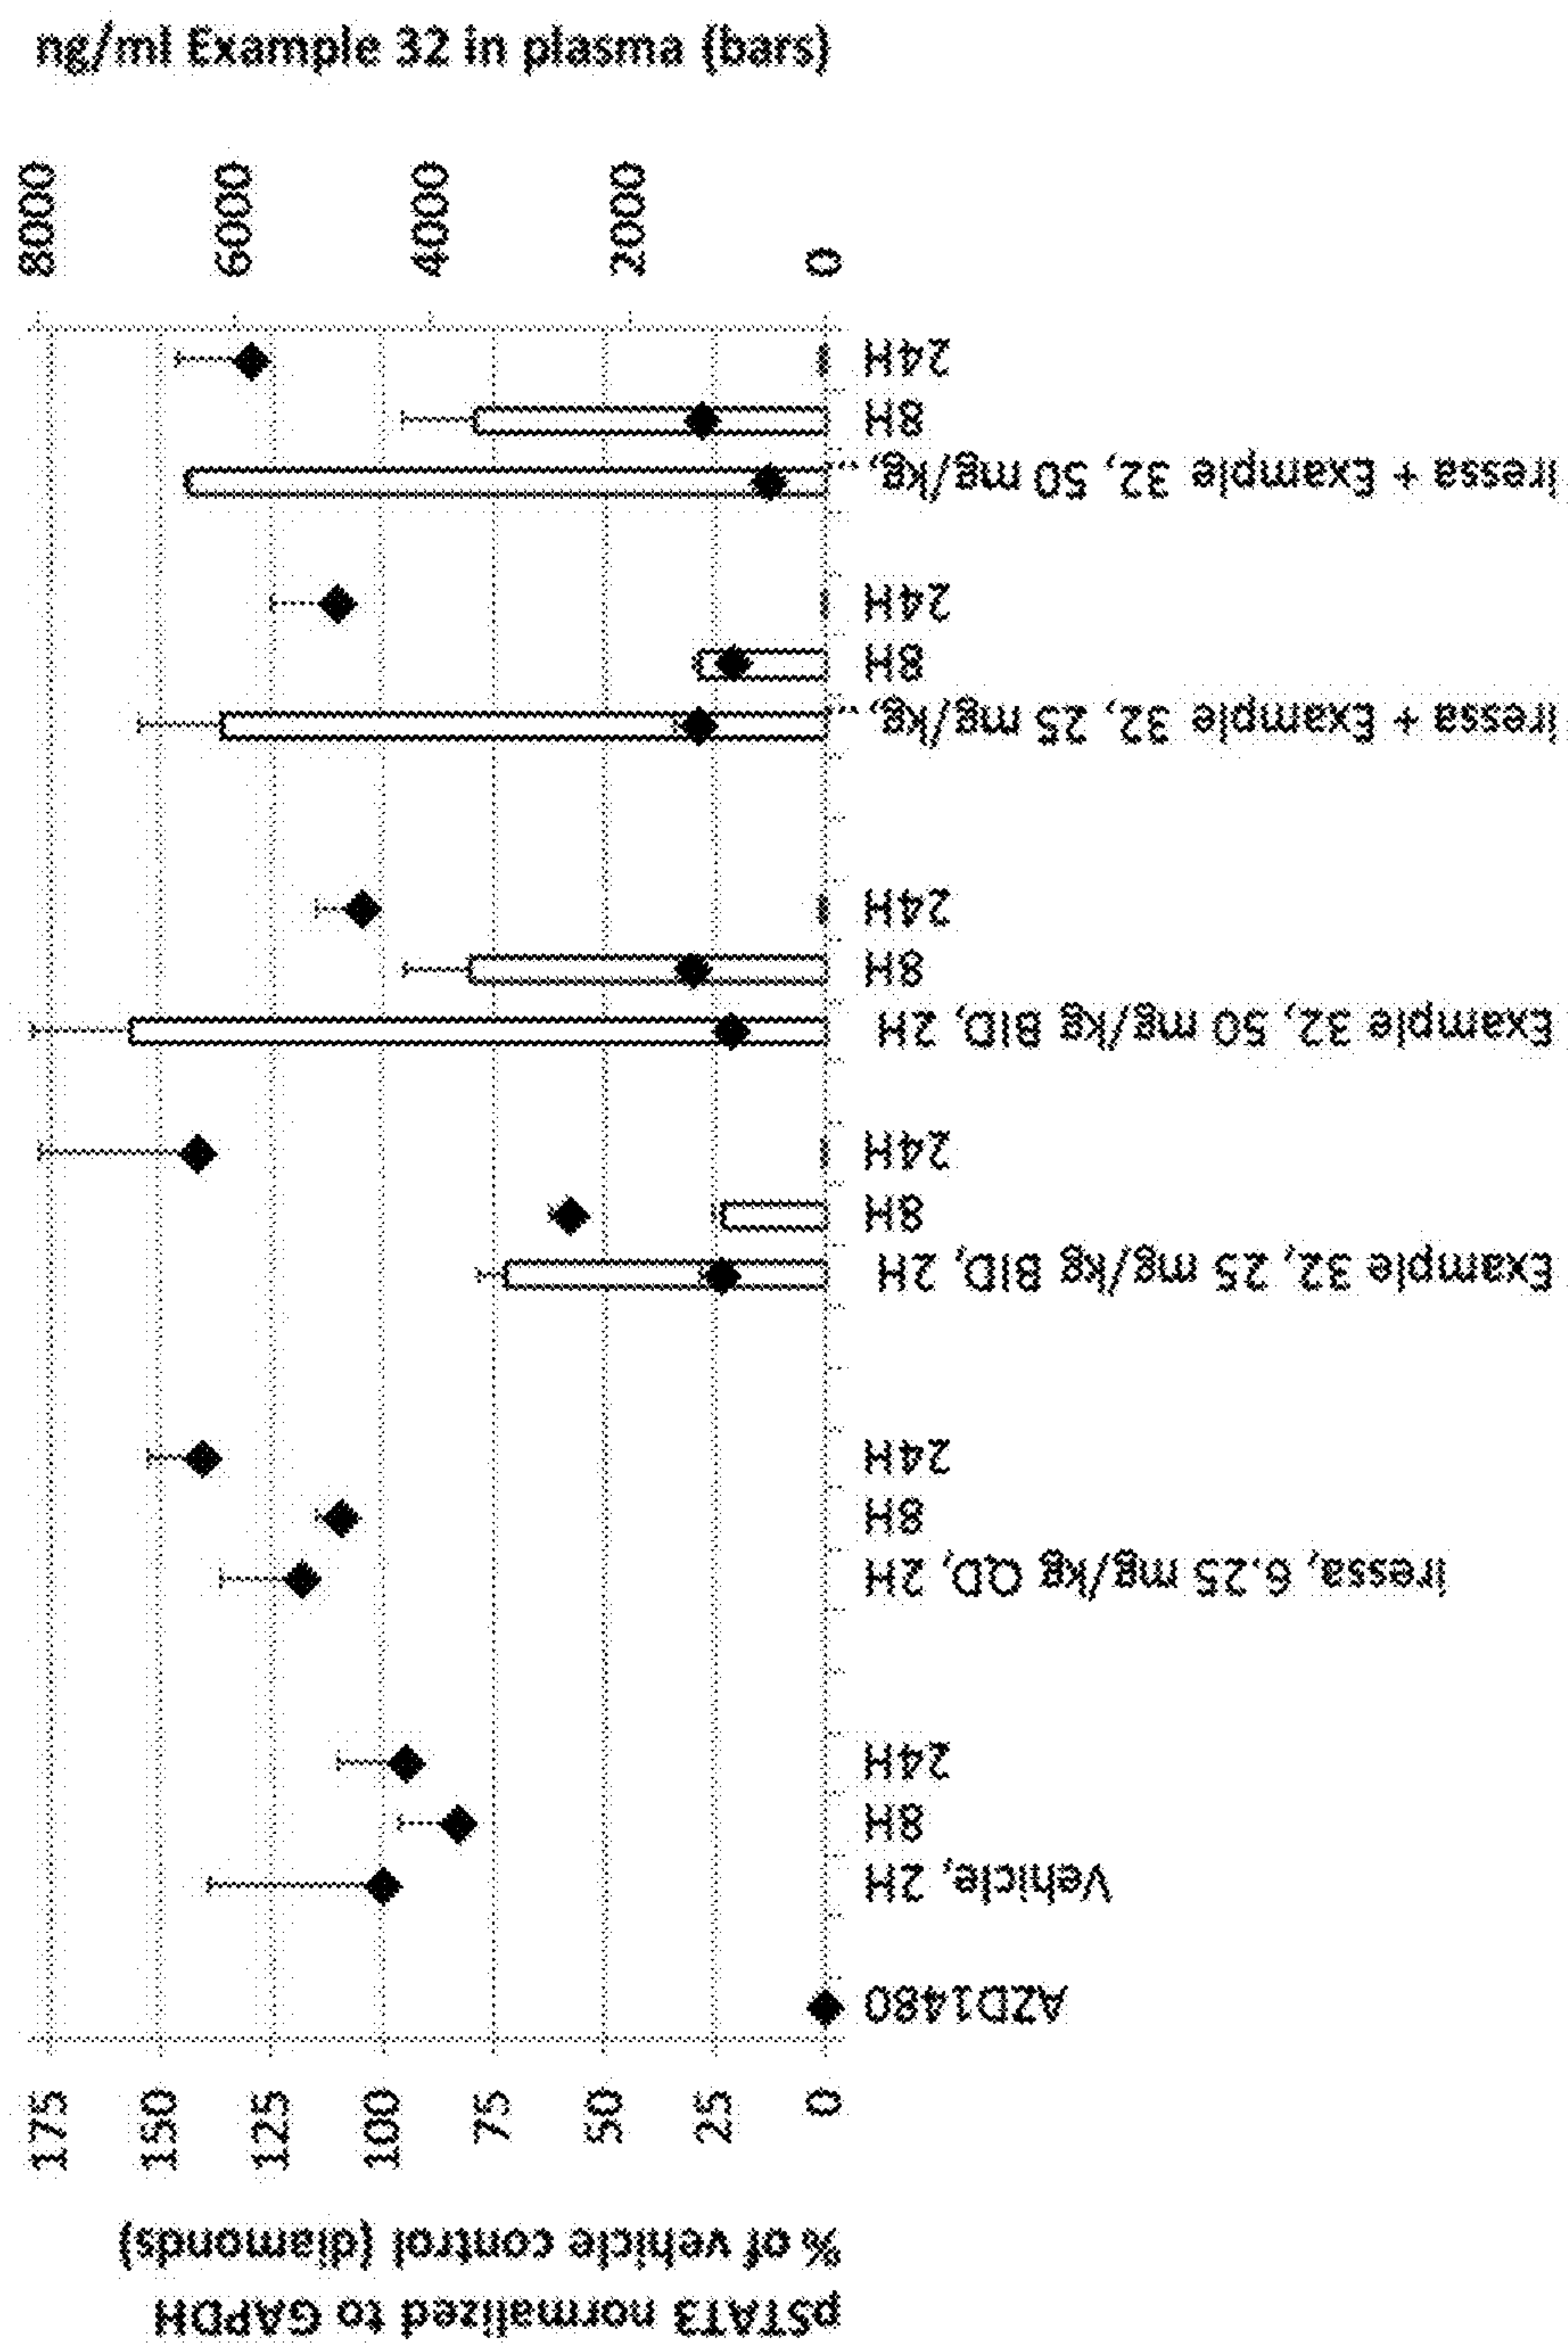 ng/ml Example 32 in plasma (bars)
8000
6000
4000
2000
0
24H
8H
iressa + Example 32, 50 mg/kg,...
24H
8H
iressa + Example 32, 25 mg/kg,...
24H
8H
Example 32, 50 mg/kg BID, 2H
24H
8H
Example 32, 25 mg/kg BID, 2H
24H
8H
iressa, 6.25 mg/kg QD, 2H
24H
8H
Vehicle, 2H
AZD1480
175
150
125
100
75
50
25
0
pSTAT3 normalized to GAPDH
% of vehicle control (diamonds)